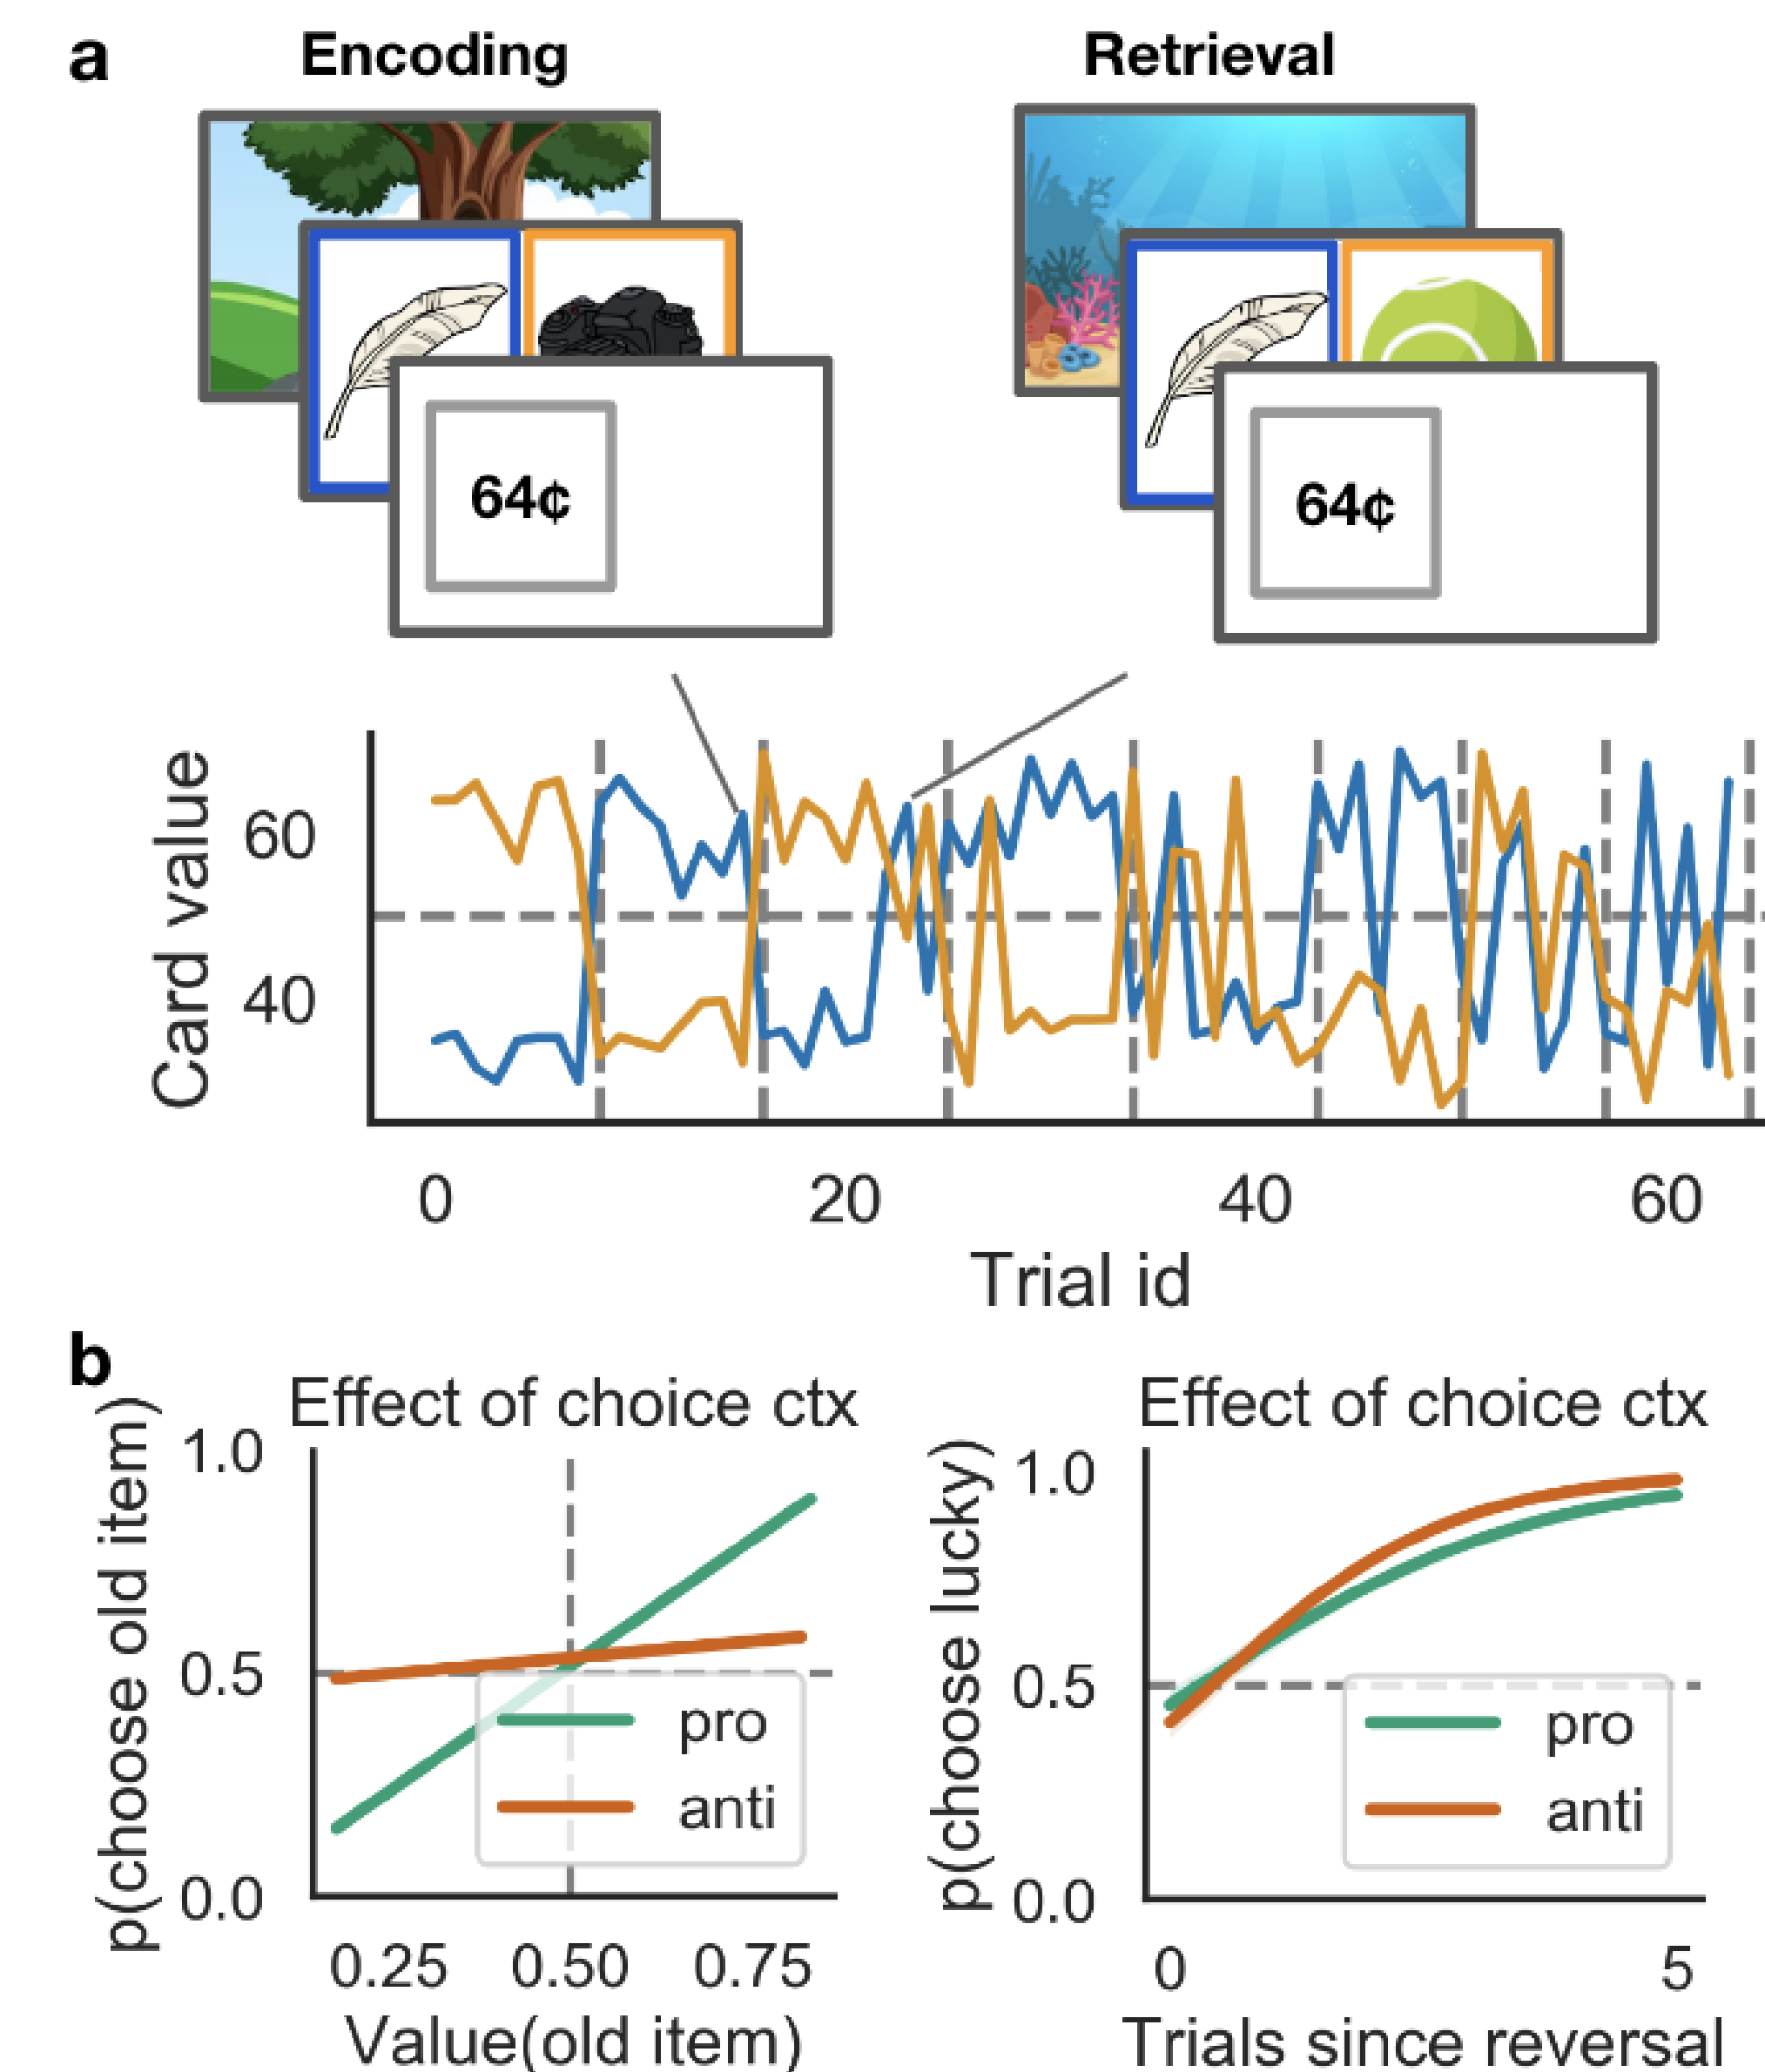 a
Encoding
Retrieval
64¢
64¢
Card value
60
40
0
20
40
60
Trial id
b
Effect of choice ctx
p(choose old item)
1.0
0.5
0.0
pro
anti
0.25
0.50
0.75
Value(old item)
Effect of choice ctx
p(choose lucky)
1.0
0.5
0.0
pro
anti
0
5
Trials since reversal